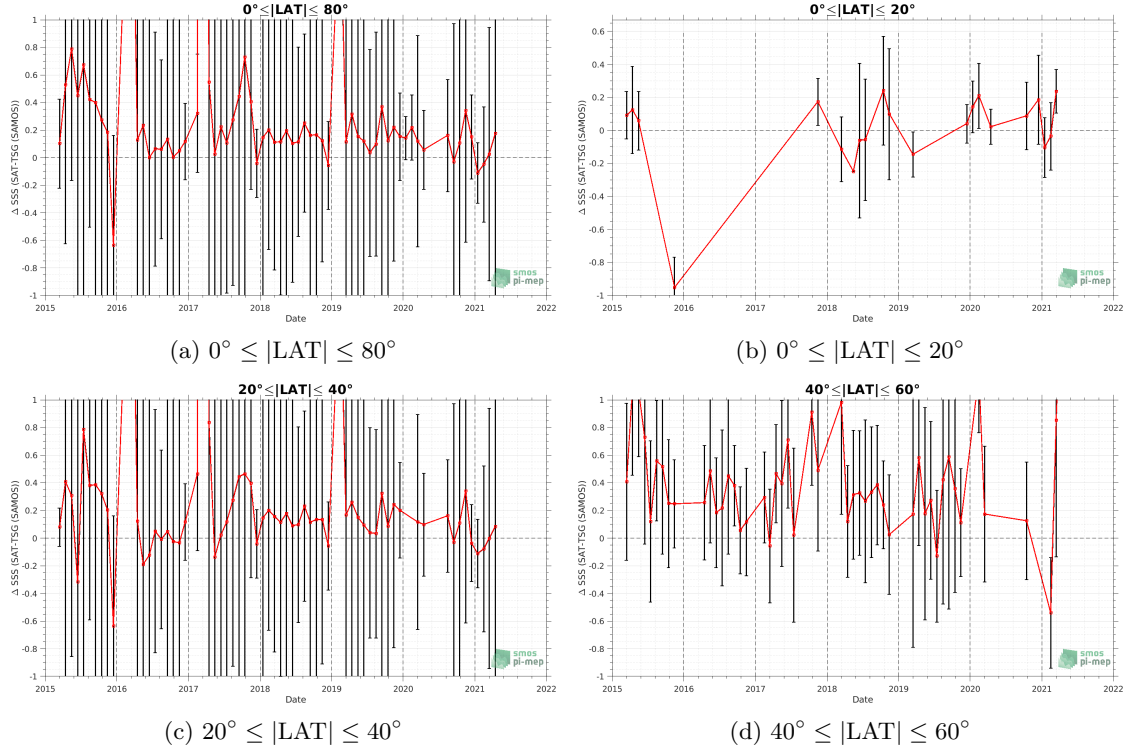 0°≤|LAT|≤ 80°
Δ SSS (SAT-TSG (SAMOS))
1
0.8
0.6
0.4
0.2
0
-0.2
-0.4
-0.6
-0.8
-1
2015 2016 2017 2018 2019 2020 2021 2022
Date
smos
pi-mep
(a) 0° ≤ |LAT| ≤ 80°
0°≤|LAT|≤ 20°
Δ SSS (SAT-TSG (SAMOS))
0.6
0.4
0.2
0
-0.2
-0.4
-0.6
-0.8
-1
2015 2016 2017 2018 2019 2020 2021 2022
Date
smos
pi-mep
(b) 0° ≤ |LAT| ≤ 20°
20°≤|LAT|≤ 40°
Δ SSS (SAT-TSG (SAMOS))
1
0.8
0.6
0.4
0.2
0
-0.2
-0.4
-0.6
-0.8
-1
2015 2016 2017 2018 2019 2020 2021 2022
Date
smos
pi-mep
(c) 20° ≤ |LAT| ≤ 40°
40°≤|LAT|≤ 60°
Δ SSS (SAT-TSG (SAMOS))
1
0.8
0.6
0.4
0.2
0
-0.2
-0.4
-0.6
-0.8
-1
2015 2016 2017 2018 2019 2020 2021 2022
Date
smos
pi-mep
(d) 40° ≤ |LAT| ≤ 60°